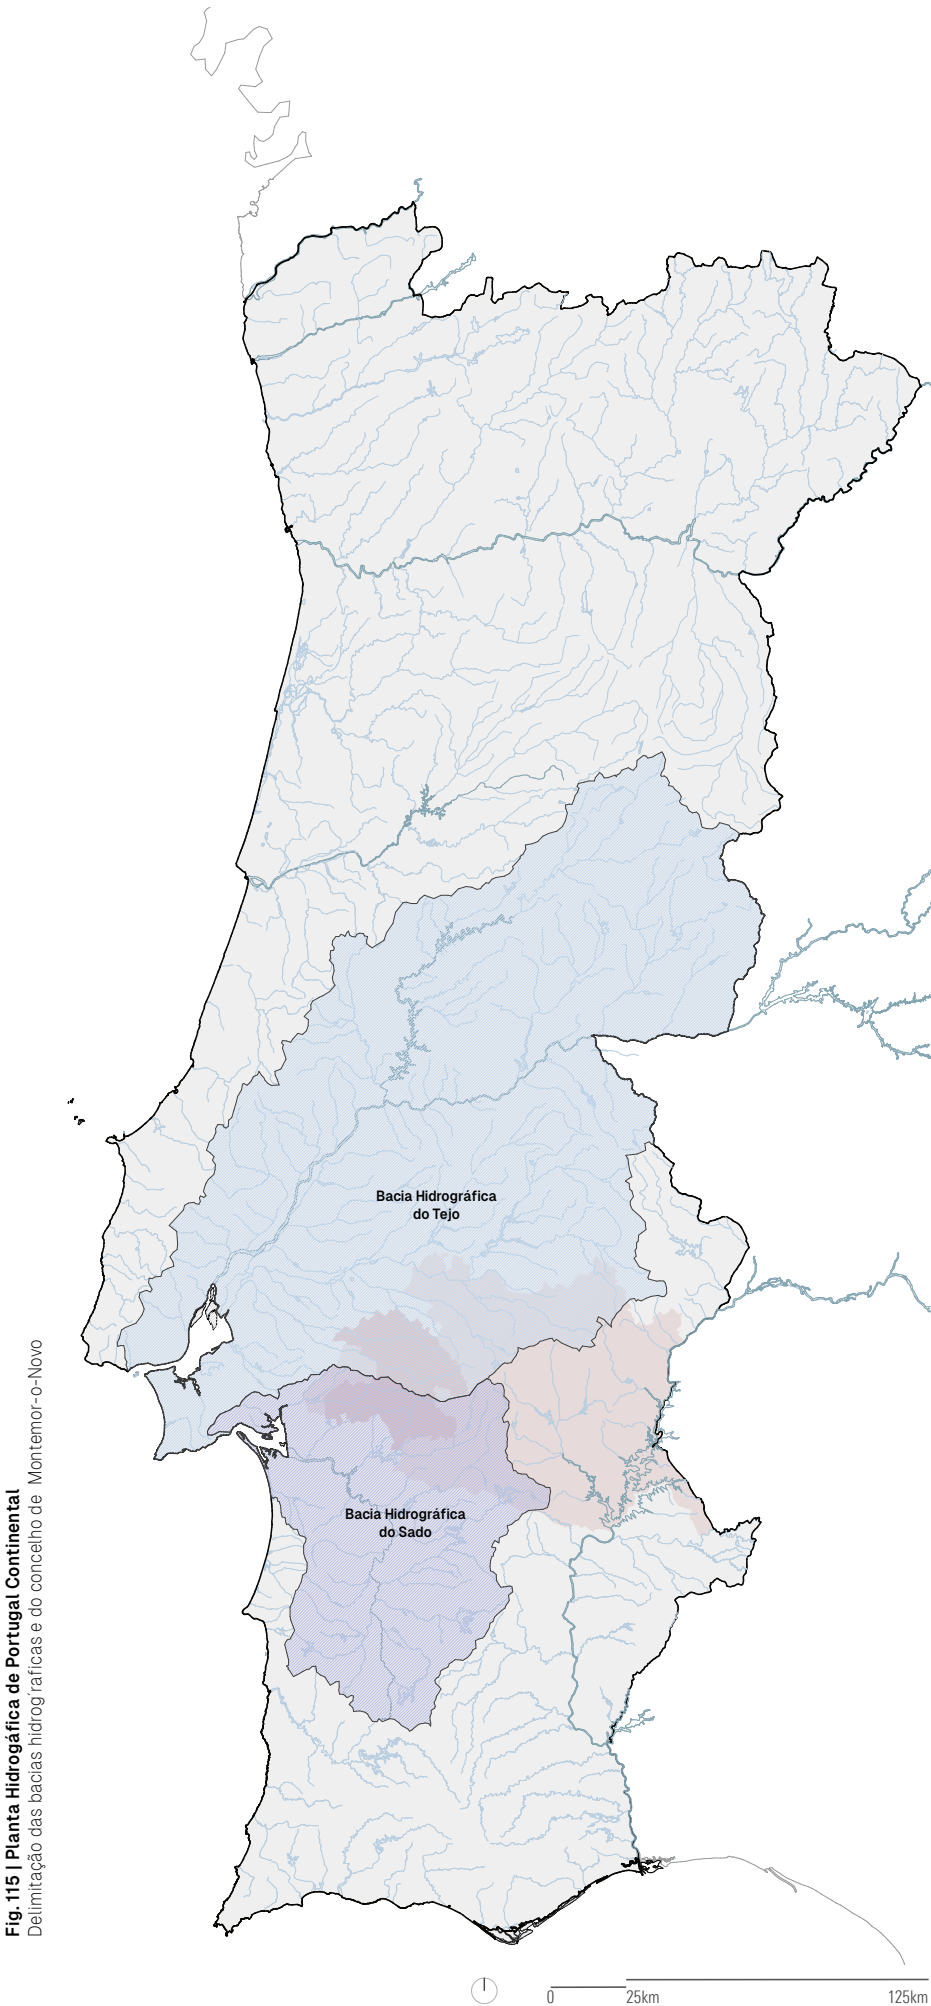 Fig. 115 | Planta Hidrogáfica de Portugal Continental
Delimitação das bacias hidrográficas e do concelho de Montemor-o-Novo
Bacia Hidrográfica
do Tejo
Bacia Hidrográfica
do Sado
0 25km 125km